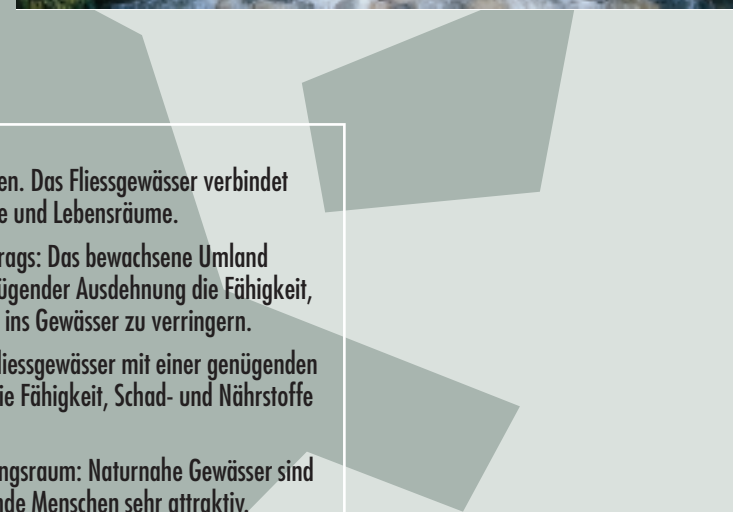 en. Das Fliessgewässer verbindet
e und Lebensräume.
rags: Das bewachsene Umland
ügender Ausdehnung die Fähigkeit,
ins Gewässer zu verringern.
liessgewässer mit einer genügenden
ie Fähigkeit, Schad- und Nährstoffe
ngsraum: Naturnahe Gewässer sind
nde Menschen sehr attraktiv.